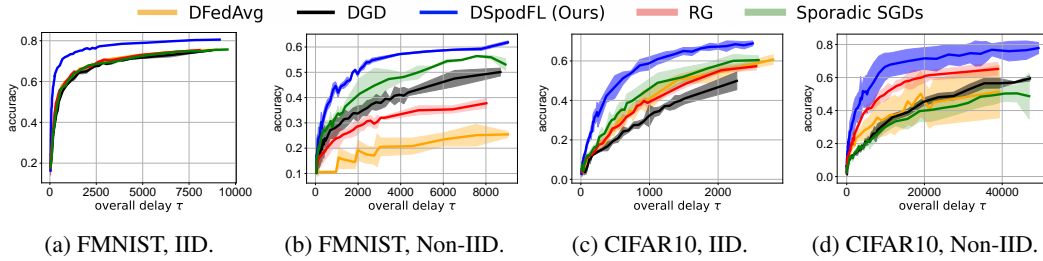 DFedAvg DGD DSpodFL (Ours) RG Sporadic SGDs
accuracy
0.8
0.6
0.4
0.2
0 2500 5000 7500 10000
overall delay τ
(a) FMNIST, IID.
accuracy
0.6
0.5
0.4
0.3
0.2
0.1
0 2000 4000 6000 8000
overall delay τ
(b) FMNIST, Non-IID.
accuracy
0.6
0.4
0.2
0.0
0 1000 2000
overall delay τ
(c) CIFAR10, IID.
accuracy
0.8
0.6
0.4
0.2
0.0
0 20000 40000
overall delay τ
(d) CIFAR10, Non-IID.